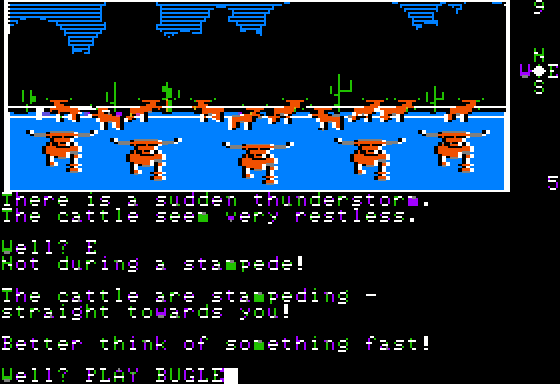 9
N
W E
S
5
There is a sudden thunderstorm.
The cattle seem very restless.
Well? E
Not during a stampede!
The cattle are stampeding -
straight towards you!
Better think of something fast!
Well? PLAY BUGLE